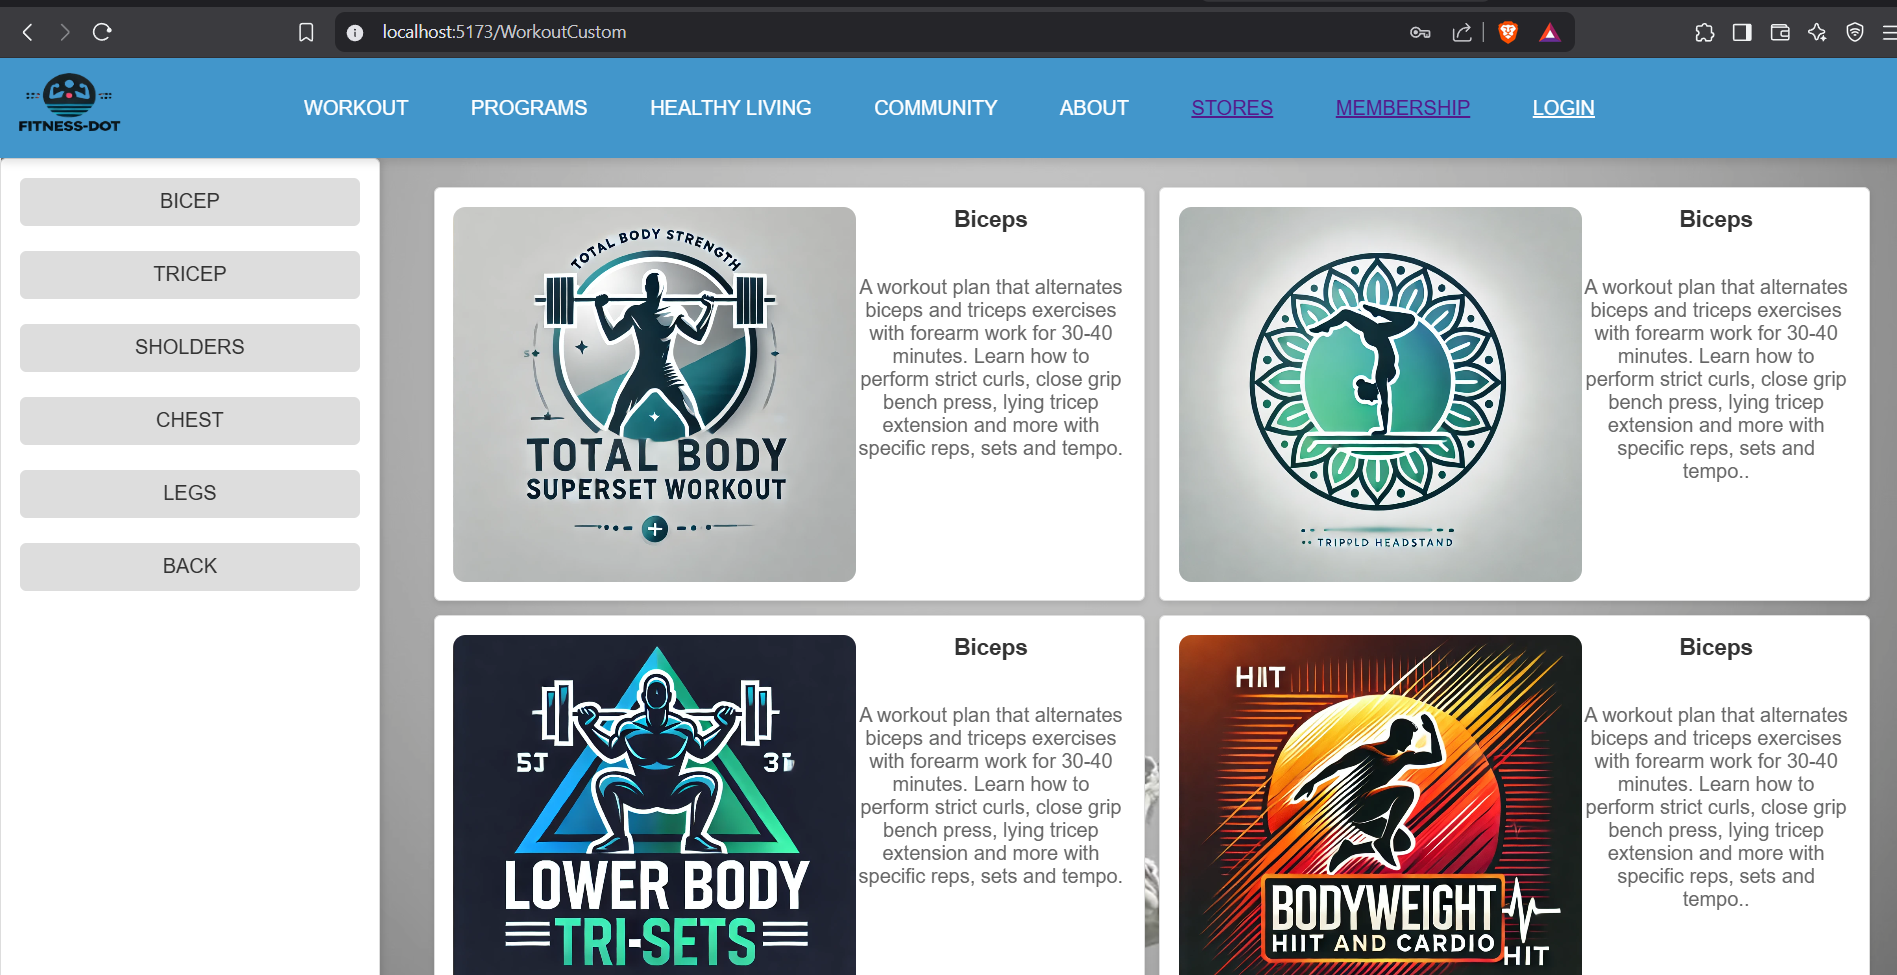 localhost:5173/WorkoutCustom
FITNESS-DOT
WORKOUT
PROGRAMS
HEALTHY LIVING
COMMUNITY
ABOUT
STORES
MEMBERSHIP
LOGIN
BICEP
TRICEP
SHOLDERS
CHEST
LEGS
BACK
TOTAL BODY STRENGTH
TOTAL BODY
SUPERSET WORKOUT
Biceps
A workout plan that alternates
biceps and triceps exercises
with forearm work for 30-40
minutes. Learn how to
perform strict curls, close grip
bench press, lying tricep
extension and more with
specific reps, sets and tempo.
TRIPPLD HEADSTAND
Biceps
A workout plan that alternates
biceps and triceps exercises
with forearm work for 30-40
minutes. Learn how to
perform strict curls, close grip
bench press, lying tricep
extension and more with
specific reps, sets and
tempo..
LOWER BODY
TRI-SETS
Biceps
A workout plan that alternates
biceps and triceps exercises
with forearm work for 30-40
minutes. Learn how to
perform strict curls, close grip
bench press, lying tricep
extension and more with
specific reps, sets and tempo.
HIIT
BODYWEIGHT
HIIT AND CARDIO
HIT
Biceps
A workout plan that alternates
biceps and triceps exercises
with forearm work for 30-40
minutes. Learn how to
perform strict curls, close grip
bench press, lying tricep
extension and more with
specific reps, sets and
tempo..